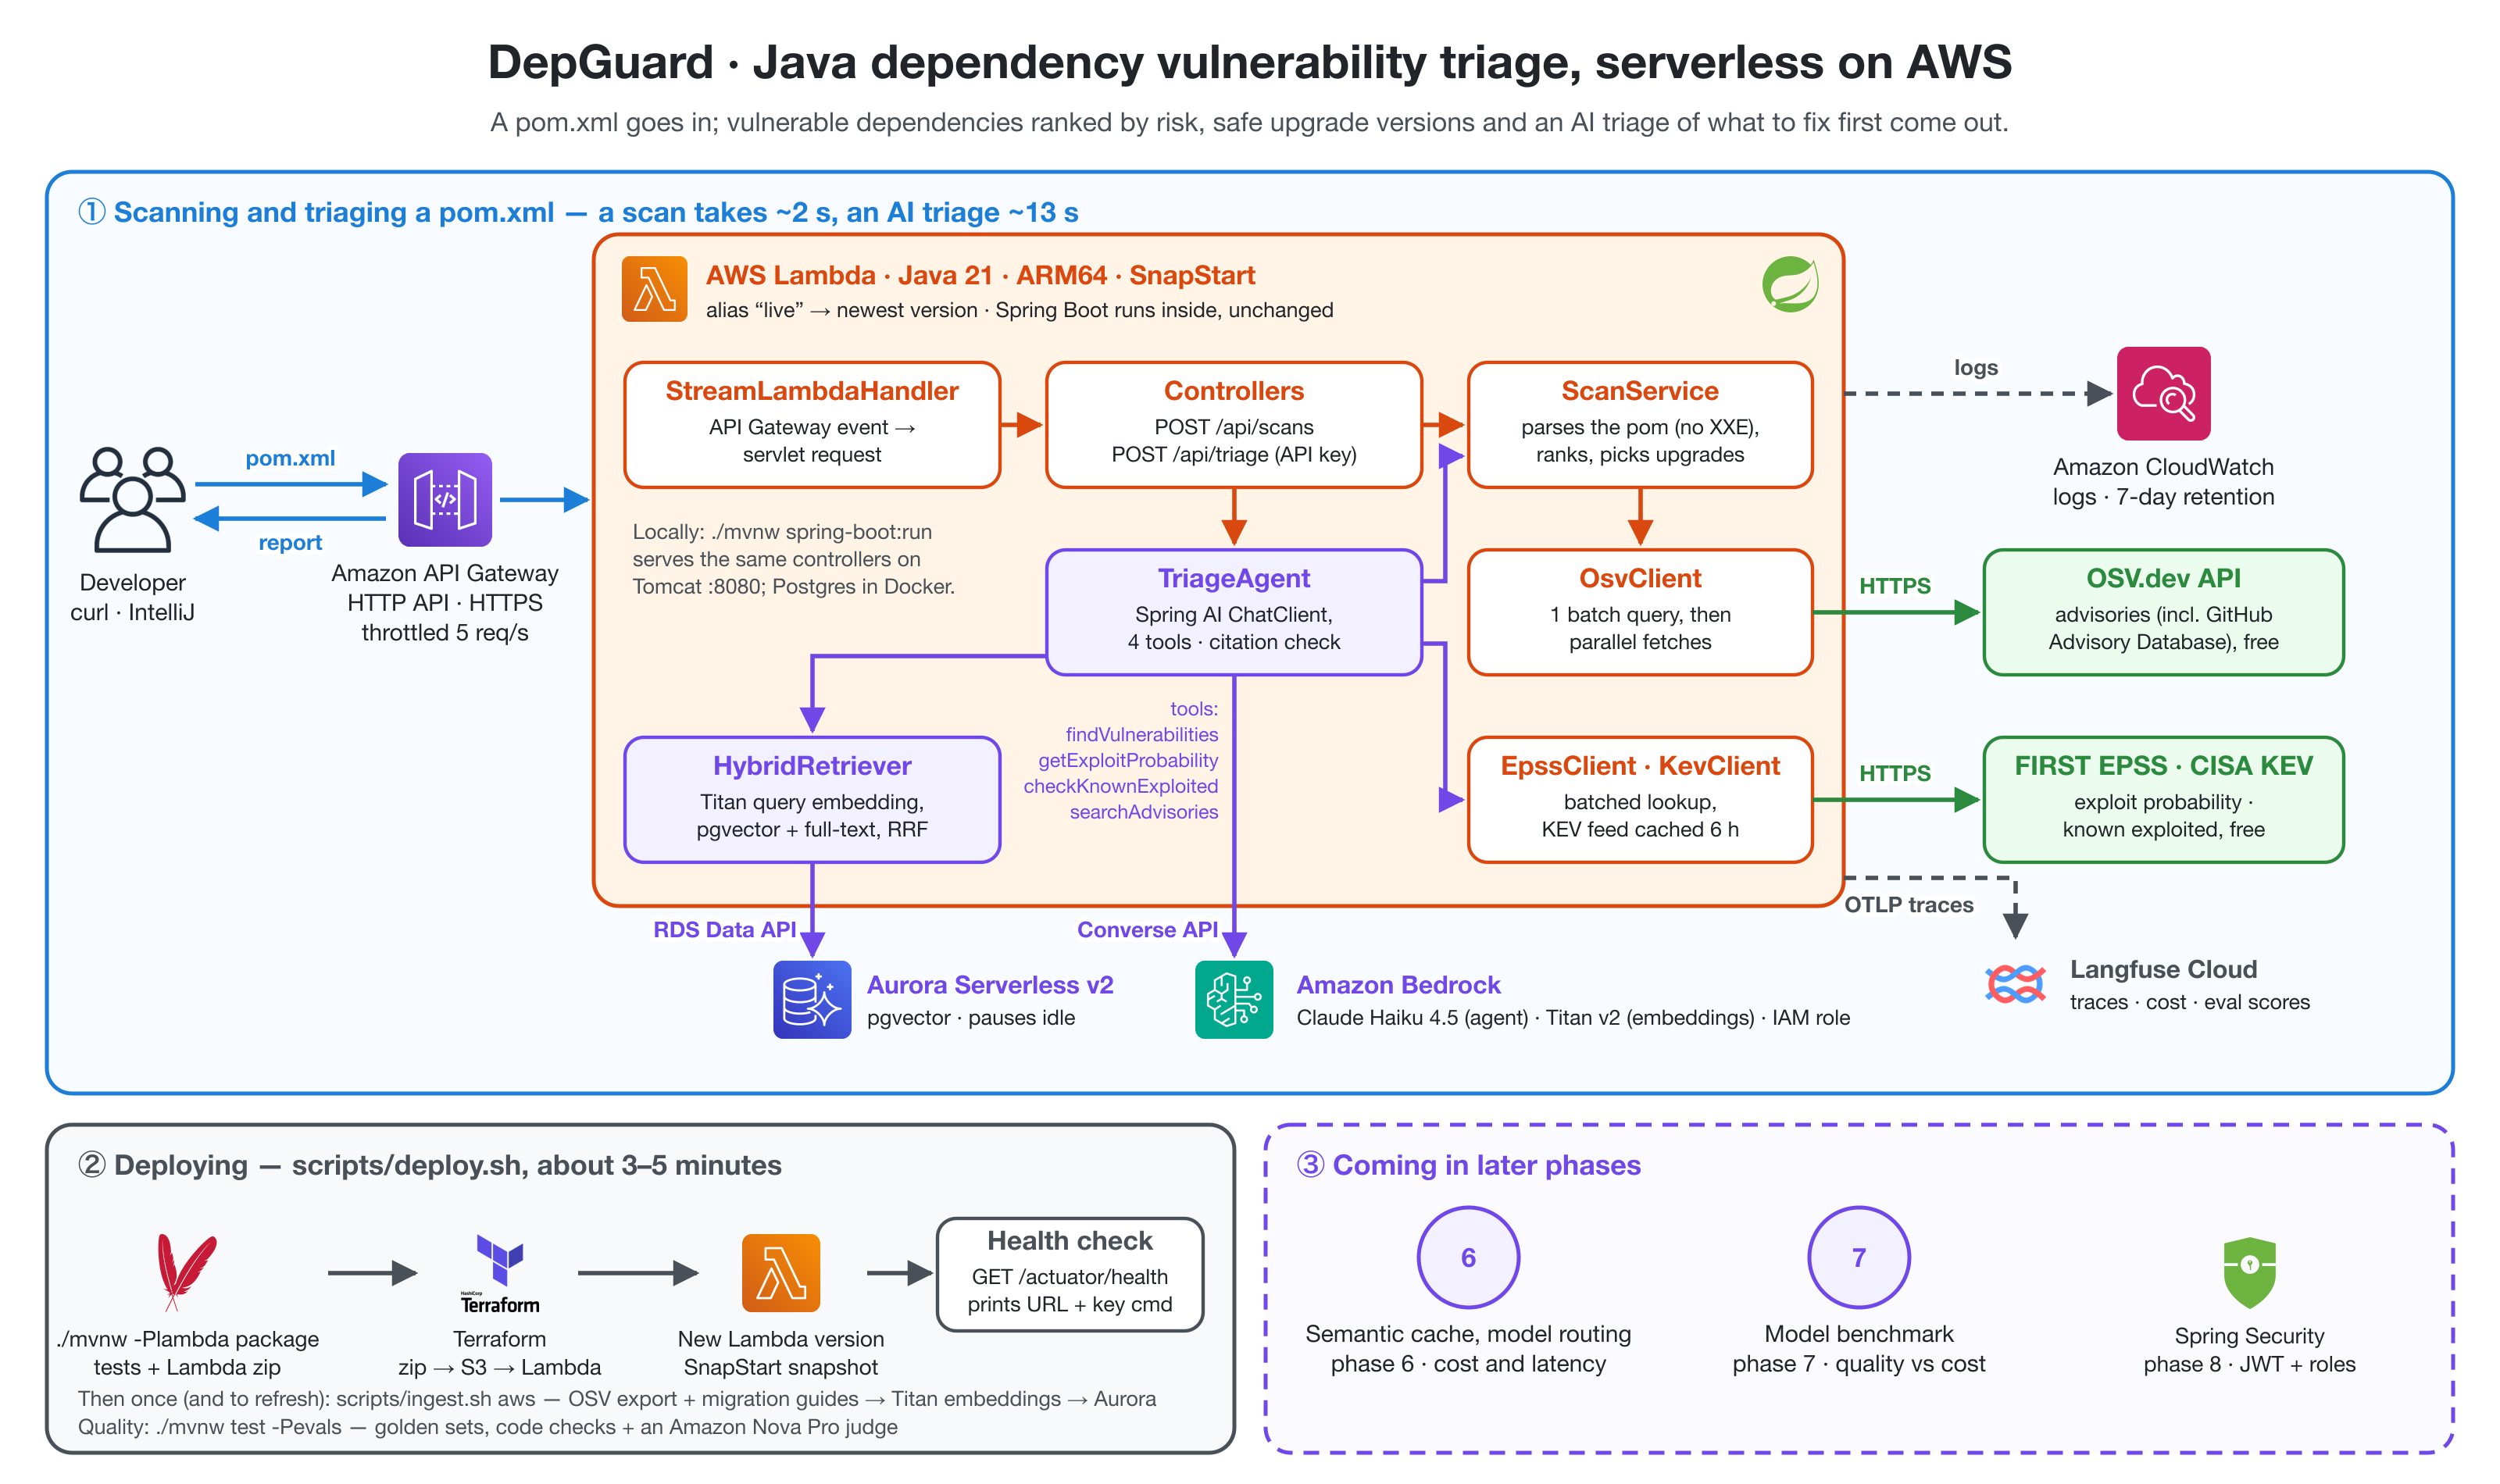 DepGuard · Java dependency vulnerability triage, serverless on AWS
A pom.xml goes in; vulnerable dependencies ranked by risk, safe upgrade versions and an AI triage of what to fix first come out.
① Scanning and triaging a pom.xml — a scan takes ~2 s, an AI triage ~13 s
AWS Lambda · Java 21 · ARM64 · SnapStart
alias “live” → newest version · Spring Boot runs inside, unchanged
StreamLambdaHandler
API Gateway event →
servlet request
Controllers
POST /api/scans
POST /api/triage (API key)
ScanService
parses the pom (no XXE),
ranks, picks upgrades
logs
Amazon CloudWatch
logs · 7-day retention
pom.xml
report
Developer
curl · IntelliJ
Amazon API Gateway
HTTP API · HTTPS
throttled 5 req/s
Locally: ./mvnw spring-boot:run
serves the same controllers on
Tomcat :8080; Postgres in Docker.
TriageAgent
Spring AI ChatClient,
4 tools · citation check
OsvClient
1 batch query, then
parallel fetches
HTTPS
OSV.dev API
advisories (incl. GitHub
Advisory Database), free
tools:
findVulnerabilities
getExploitProbability
checkKnownExploited
searchAdvisories
HybridRetriever
Titan query embedding,
pgvector + full-text, RRF
EpssClient · KevClient
batched lookup,
KEV feed cached 6 h
HTTPS
FIRST EPSS · CISA KEV
exploit probability ·
known exploited, free
OTLP traces
RDS Data API
Converse API
Aurora Serverless v2
pgvector · pauses idle
Amazon Bedrock
Claude Haiku 4.5 (agent) · Titan v2 (embeddings) · IAM role
Langfuse Cloud
traces · cost · eval scores
② Deploying — scripts/deploy.sh, about 3–5 minutes
./mvnw -Plambda package
tests + Lambda zip
HashiCorp
Terraform
Terraform
zip → S3 → Lambda
New Lambda version
SnapStart snapshot
Health check
GET /actuator/health
prints URL + key cmd
Then once (and to refresh): scripts/ingest.sh aws — OSV export + migration guides → Titan embeddings → Aurora
Quality: ./mvnw test -Pevals — golden sets, code checks + an Amazon Nova Pro judge
③ Coming in later phases
6
Semantic cache, model routing
phase 6 · cost and latency
7
Model benchmark
phase 7 · quality vs cost
Spring Security
phase 8 · JWT + roles